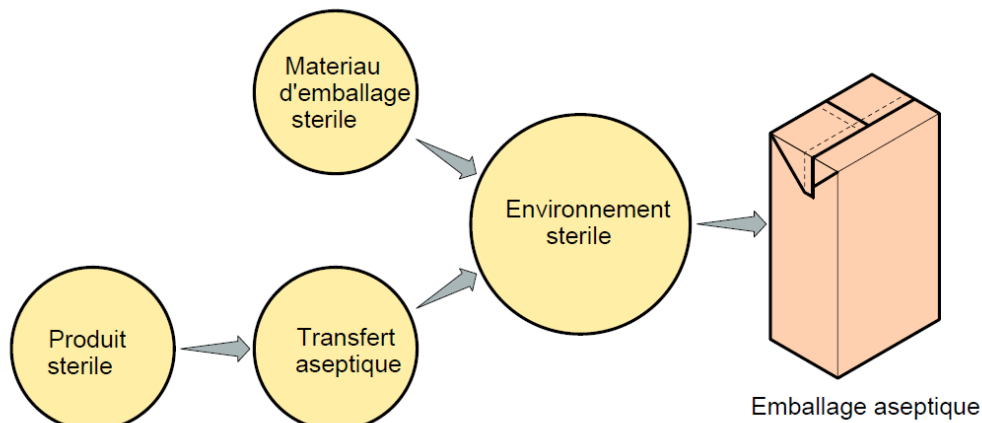 Materiau
d'emballage
sterile
Environnement
sterile
Produit
sterile
Transfert
aseptique
Emballage aseptique